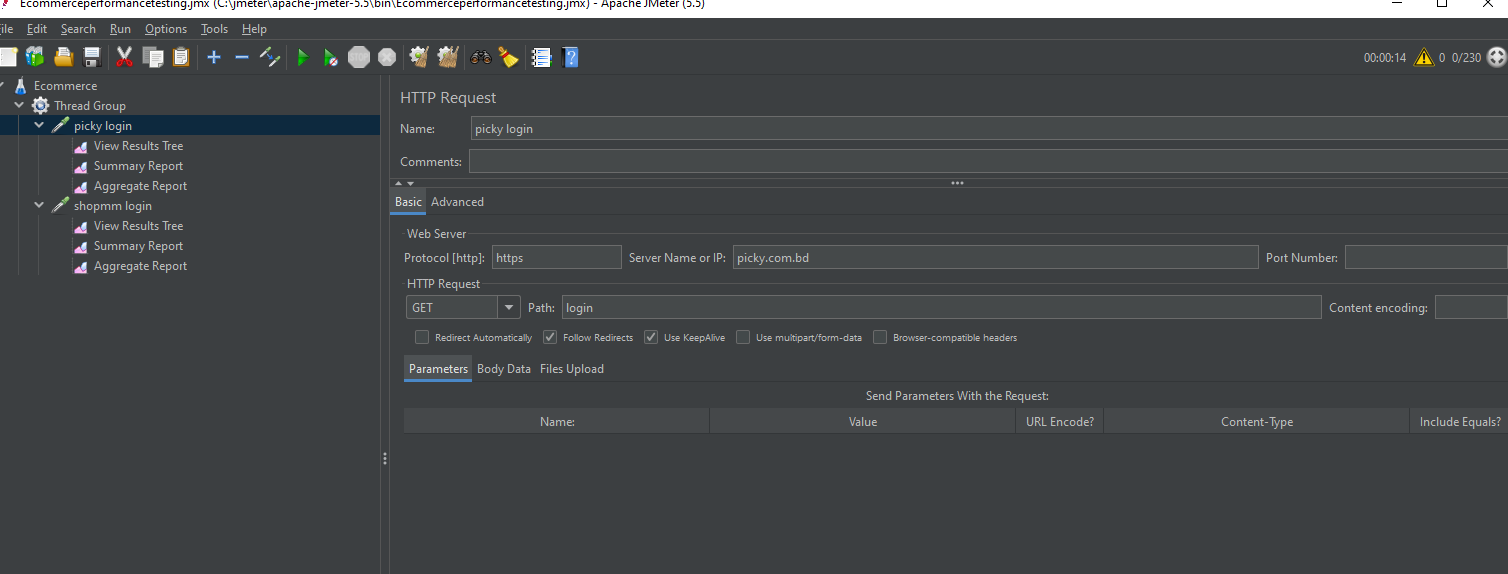 Ecommerceperformancetesting.jmx (C:\jmeter\apache-jmeter-5.5\bin\Ecommerceperformancetesting.jmx) - Apache JMeter (5.5)
ile Edit Search Run Options Tools Help
STOP 00:00:14 0 0/230
Ecommerce
Thread Group
picky login
View Results Tree
Summary Report
Aggregate Report
shopmm login
View Results Tree
Summary Report
Aggregate Report
HTTP Request
Name: picky login
Comments:
Basic Advanced
Web Server
Protocol [http]: https Server Name or IP: picky.com.bd Port Number:
HTTP Request
GET Path: login Content encoding:
Redirect Automatically Follow Redirects Use KeepAlive Use multipart/form-data Browser-compatible headers
Parameters Body Data Files Upload
Send Parameters With the Request:
Name: Value URL Encode? Content-Type Include Equals?